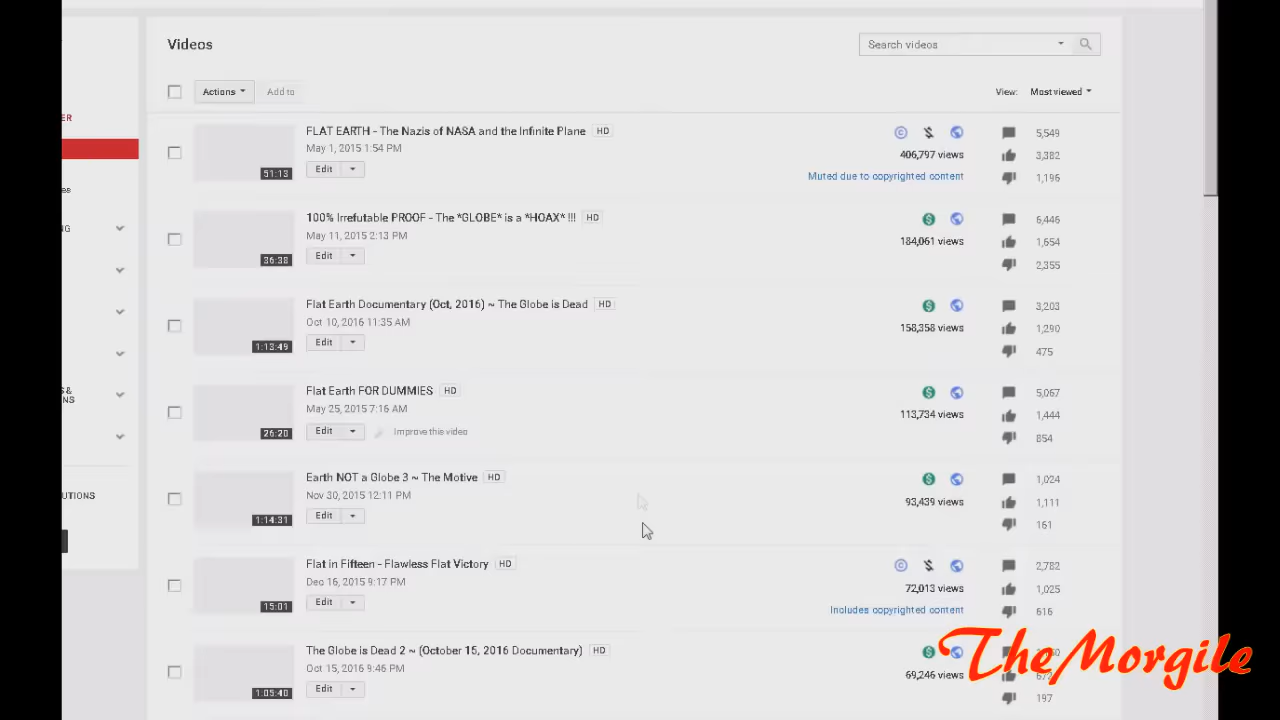 Videos
Search videos
Actions
Add to
View: Most viewed
ER
FLAT EARTH - The Nazis of NASA and the Infinite Plane HD
May 1, 2015 1:54 PM
Edit
51:13
406,797 views
Muted due to copyrighted content
5,549
3,382
1,196
es
NG
100% Irrefutable PROOF - The *GLOBE* is a *HOAX* !!! HD
May 11, 2015 2:13 PM
Edit
36:38
184,061 views
6,446
1,654
2,355
Flat Earth Documentary (Oct, 2016) ~ The Globe is Dead HD
Oct 10, 2016 11:35 AM
Edit
1:13:49
158,358 views
3,203
1,290
475
S &
ONS
Flat Earth FOR DUMMIES HD
May 25, 2015 7:16 AM
Edit
Improve this video
26:20
113,734 views
5,067
1,444
854
UTIONS
Earth NOT a Globe 3 ~ The Motive HD
Nov 30, 2015 12:11 PM
Edit
1:14:31
93,439 views
1,024
1,111
161
Flat in Fifteen - Flawless Flat Victory HD
Dec 16, 2015 9:17 PM
Edit
15:01
72,013 views
Includes copyrighted content
2,782
1,025
616
The Globe is Dead 2 ~ (October 15, 2016 Documentary) HD
Oct 15, 2016 9:46 PM
Edit
1:05:40
69,246 views
197
TheMorgile